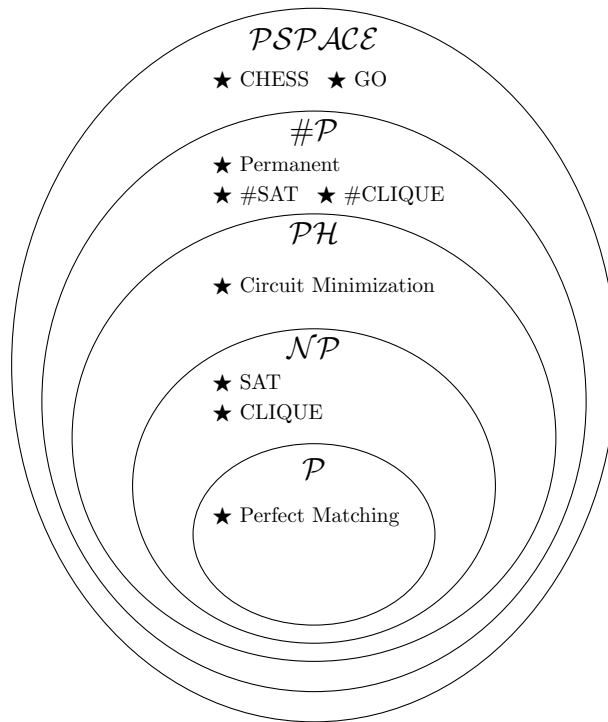 PSPACE
★ CHESS ★ GO
#P
★ Permanent
★ #SAT ★ #CLIQUE
PH
★ Circuit Minimization
NP
★ SAT
★ CLIQUE
P
★ Perfect Matching